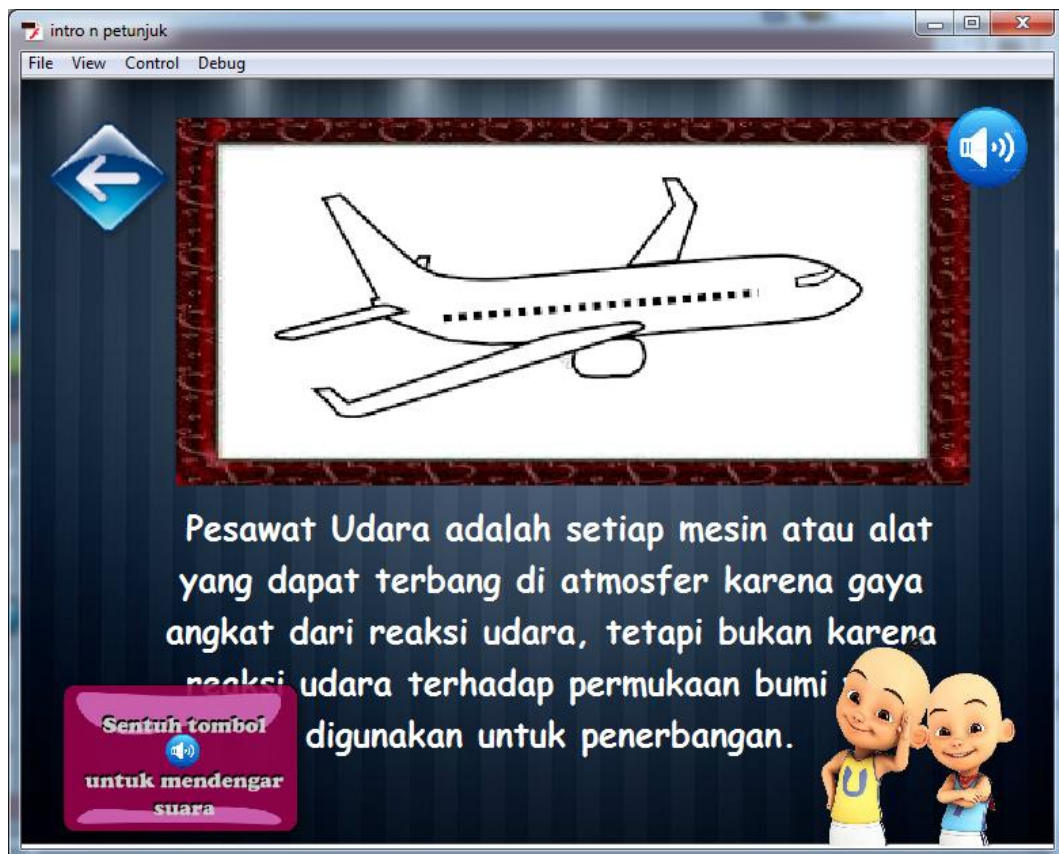 intro n petunjuk
File View Control Debug
Pesawat Udara adalah setiap mesin atau alat
yang dapat terbang di atmosfer karena gaya
angkat dari reaksi udara, tetapi bukan karena
reaksi udara terhadap permukaan bumi
digunakan untuk penerbangan.
Sentuh tombol
untuk mendengar
suara
U